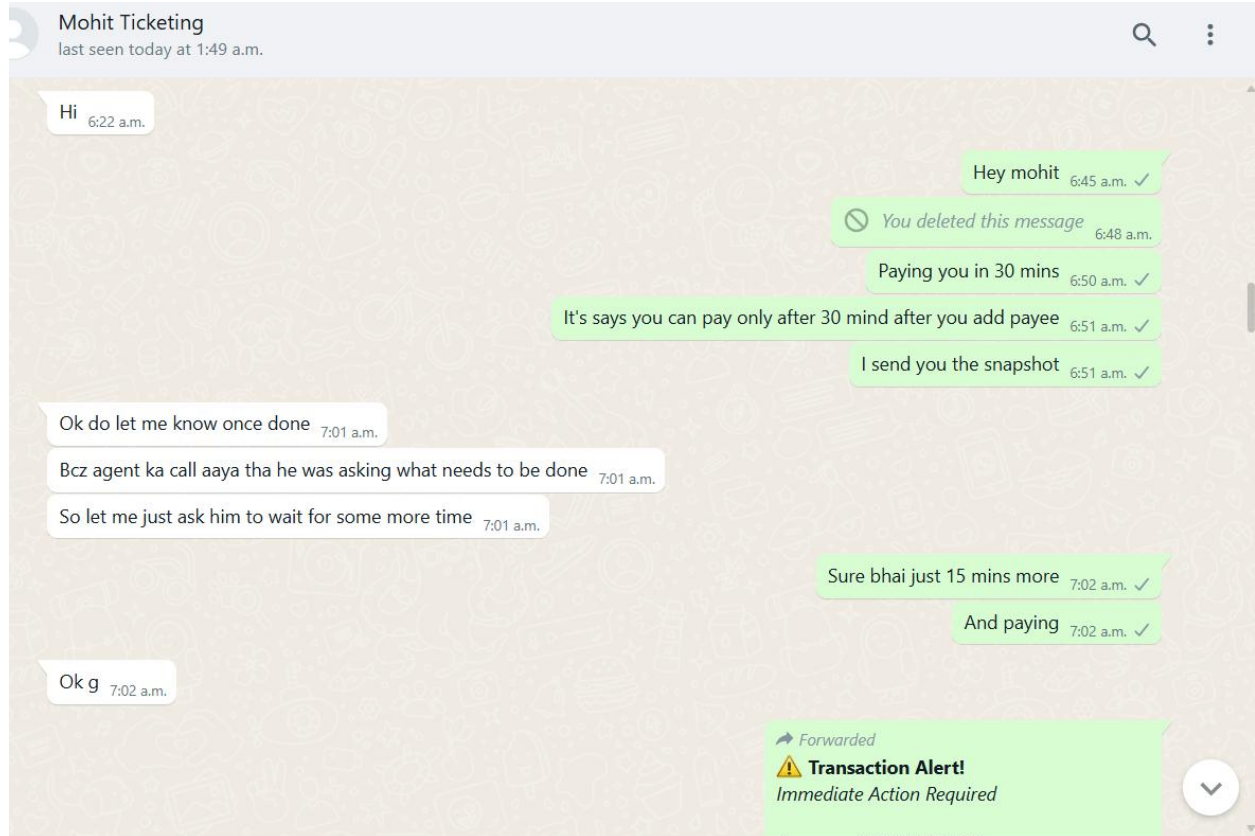 Mohit Ticketing
last seen today at 1:49 a.m.
Hi 6:22 a.m.
Hey mohit 6:45 a.m.
You deleted this message 6:48 a.m.
Paying you in 30 mins 6:50 a.m.
It's says you can pay only after 30 mind after you add payee 6:51 a.m.
I send you the snapshot 6:51 a.m.
Ok do let me know once done 7:01 a.m.
Bcz agent ka call aaya tha he was asking what needs to be done 7:01 a.m.
So let me just ask him to wait for some more time 7:01 a.m.
Sure bhai just 15 mins more 7:02 a.m.
And paying 7:02 a.m.
Ok g 7:02 a.m.
Forwarded
⚠️ Transaction Alert!
Immediate Action Required